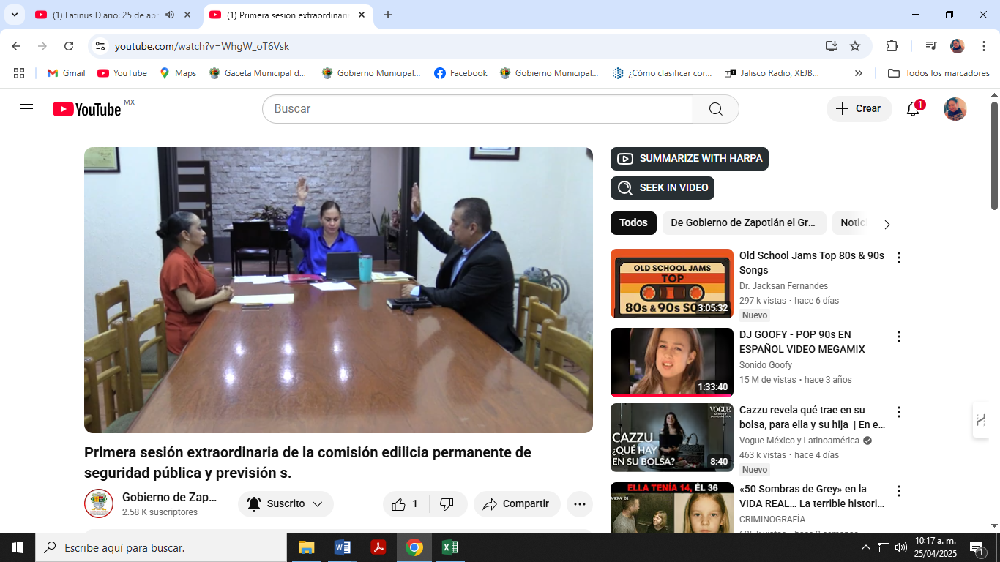 (1) Latinus Diario: 25 de abr
(1) Primera sesión extraordinari
youtube.com/watch?v=WhgW_oT6Vsk
Gmail
YouTube
Maps
Gaceta Municipal d...
Gobierno Municipal...
Facebook
Gobierno Municipal...
¿Cómo clasificar cor...
Jalisco Radio, XEJB...
»
Todos los marcadores
YouTube MX
Buscar
Crear
1
SUMMARIZE WITH HARPA
SEEK IN VIDEO
Todos
De Gobierno de Zapotlán el Gr...
Notic
OLD SCHOOL JAMS
TOP
80s & 90s SO
3:05:32
Old School Jams Top 80s & 90s
Songs
Dr. Jacksan Fernandes
297 k vistas • hace 6 días
Nuevo
1:33:40
DJ GOOFY - POP 90s EN
ESPAÑOL VIDEO MEGAMIX
Sonido Goofy
15 M de vistas • hace 3 años
VOGUE
MÉXICO Y LATINOAMÉRICA
CAZZU
¿QUÉ HAY
EN SU BOLSA?
8:40
Cazzu revela qué trae en su
bolsa, para ella y su hija | En e...
Vogue México y Latinoamérica
463 k vistas • hace 4 días
Nuevo
ELLA TENÍA 14, ÉL 36
«50 Sombras de Grey» en la
VIDA REAL... La terrible histori...
CRIMINOGRAFÍA
Primera sesión extraordinaria de la comisión edilicia permanente de
seguridad pública y previsión s.
Gobierno de Zap...
2.58 K suscriptores
Suscrito
1
Compartir
Escribe aquí para buscar.
10:17 a. m.
25/04/2025
1